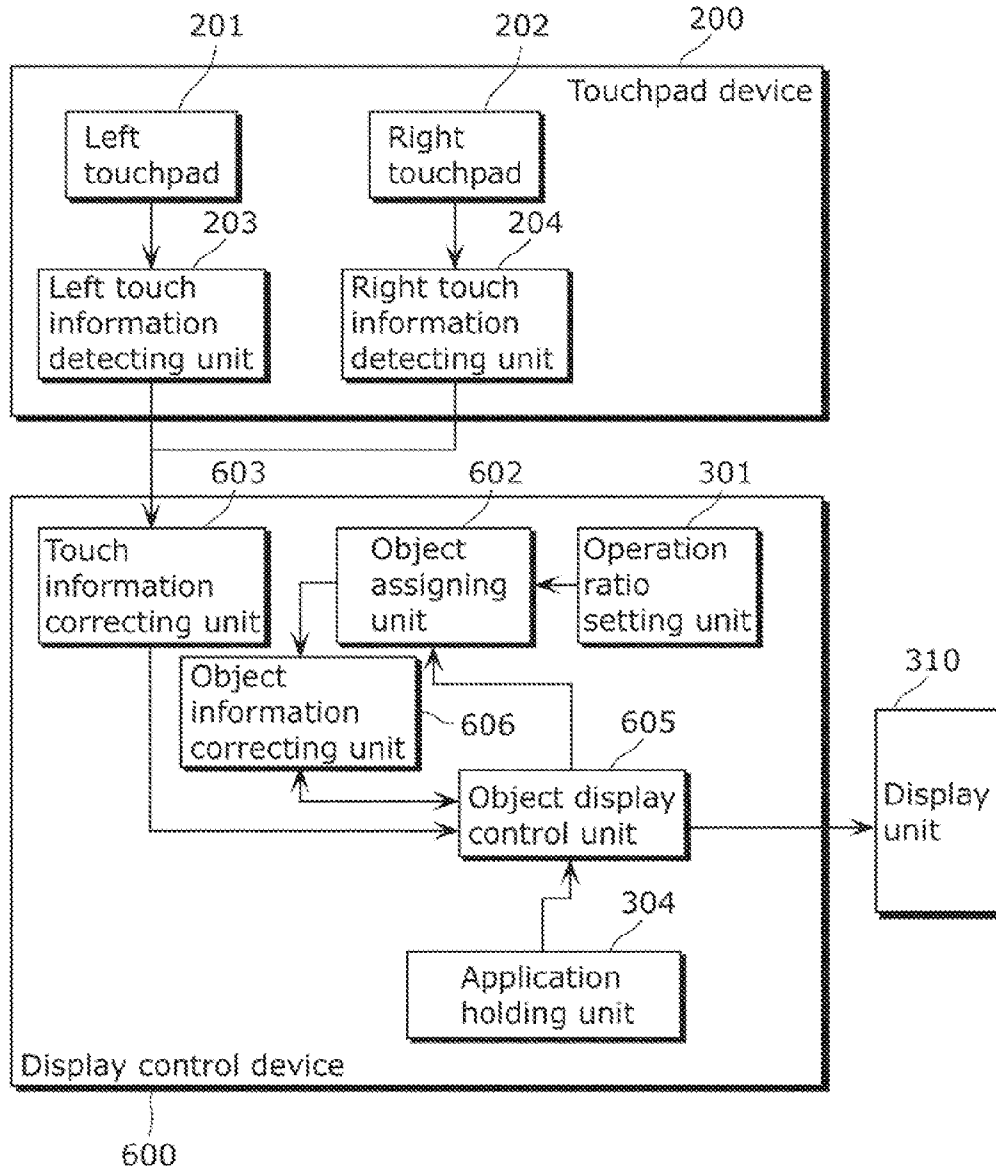 201
202
200
Touchpad device
Left
touchpad
Right
touchpad
203
204
Left touch
information
detecting unit
Right touch
information
detecting unit
603
602
301
Touch
information
correcting unit
Object
assigning
unit
Operation
ratio
setting unit
Object
information
correcting unit
606
605
310
Object display
control unit
Display
unit
304
Application
holding unit
Display control device
600